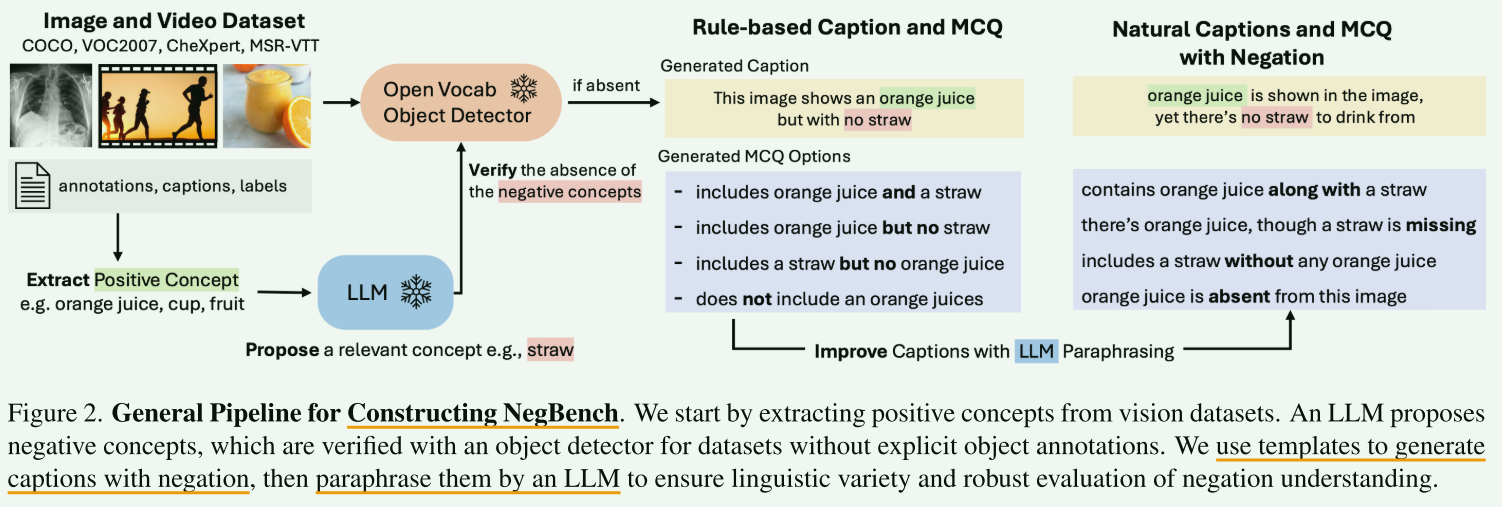 Image and Video Dataset
COCO, VOC2007, CheXpert, MSR-VTT
annotations, captions, labels
Extract Positive Concept
e.g. orange juice, cup, fruit
LLM
Propose a relevant concept e.g., straw
Open Vocab
Object Detector
Verify the absence of
the negative concepts
if absent
Rule-based Caption and MCQ
Generated Caption
This image shows an orange juice
but with no straw
Generated MCQ Options
- includes orange juice and a straw
- includes orange juice but no straw
- includes a straw but no orange juice
- does not include an orange juices
Improve Captions with LLM Paraphrasing
Natural Captions and MCQ
with Negation
orange juice is shown in the image,
yet there's no straw to drink from
contains orange juice along with a straw
there's orange juice, though a straw is missing
includes a straw without any orange juice
orange juice is absent from this image
Figure 2. General Pipeline for Constructing NegBench. We start by extracting positive concepts from vision datasets. An LLM proposes
negative concepts, which are verified with an object detector for datasets without explicit object annotations. We use templates to generate
captions with negation, then paraphrase them by an LLM to ensure linguistic variety and robust evaluation of negation understanding.